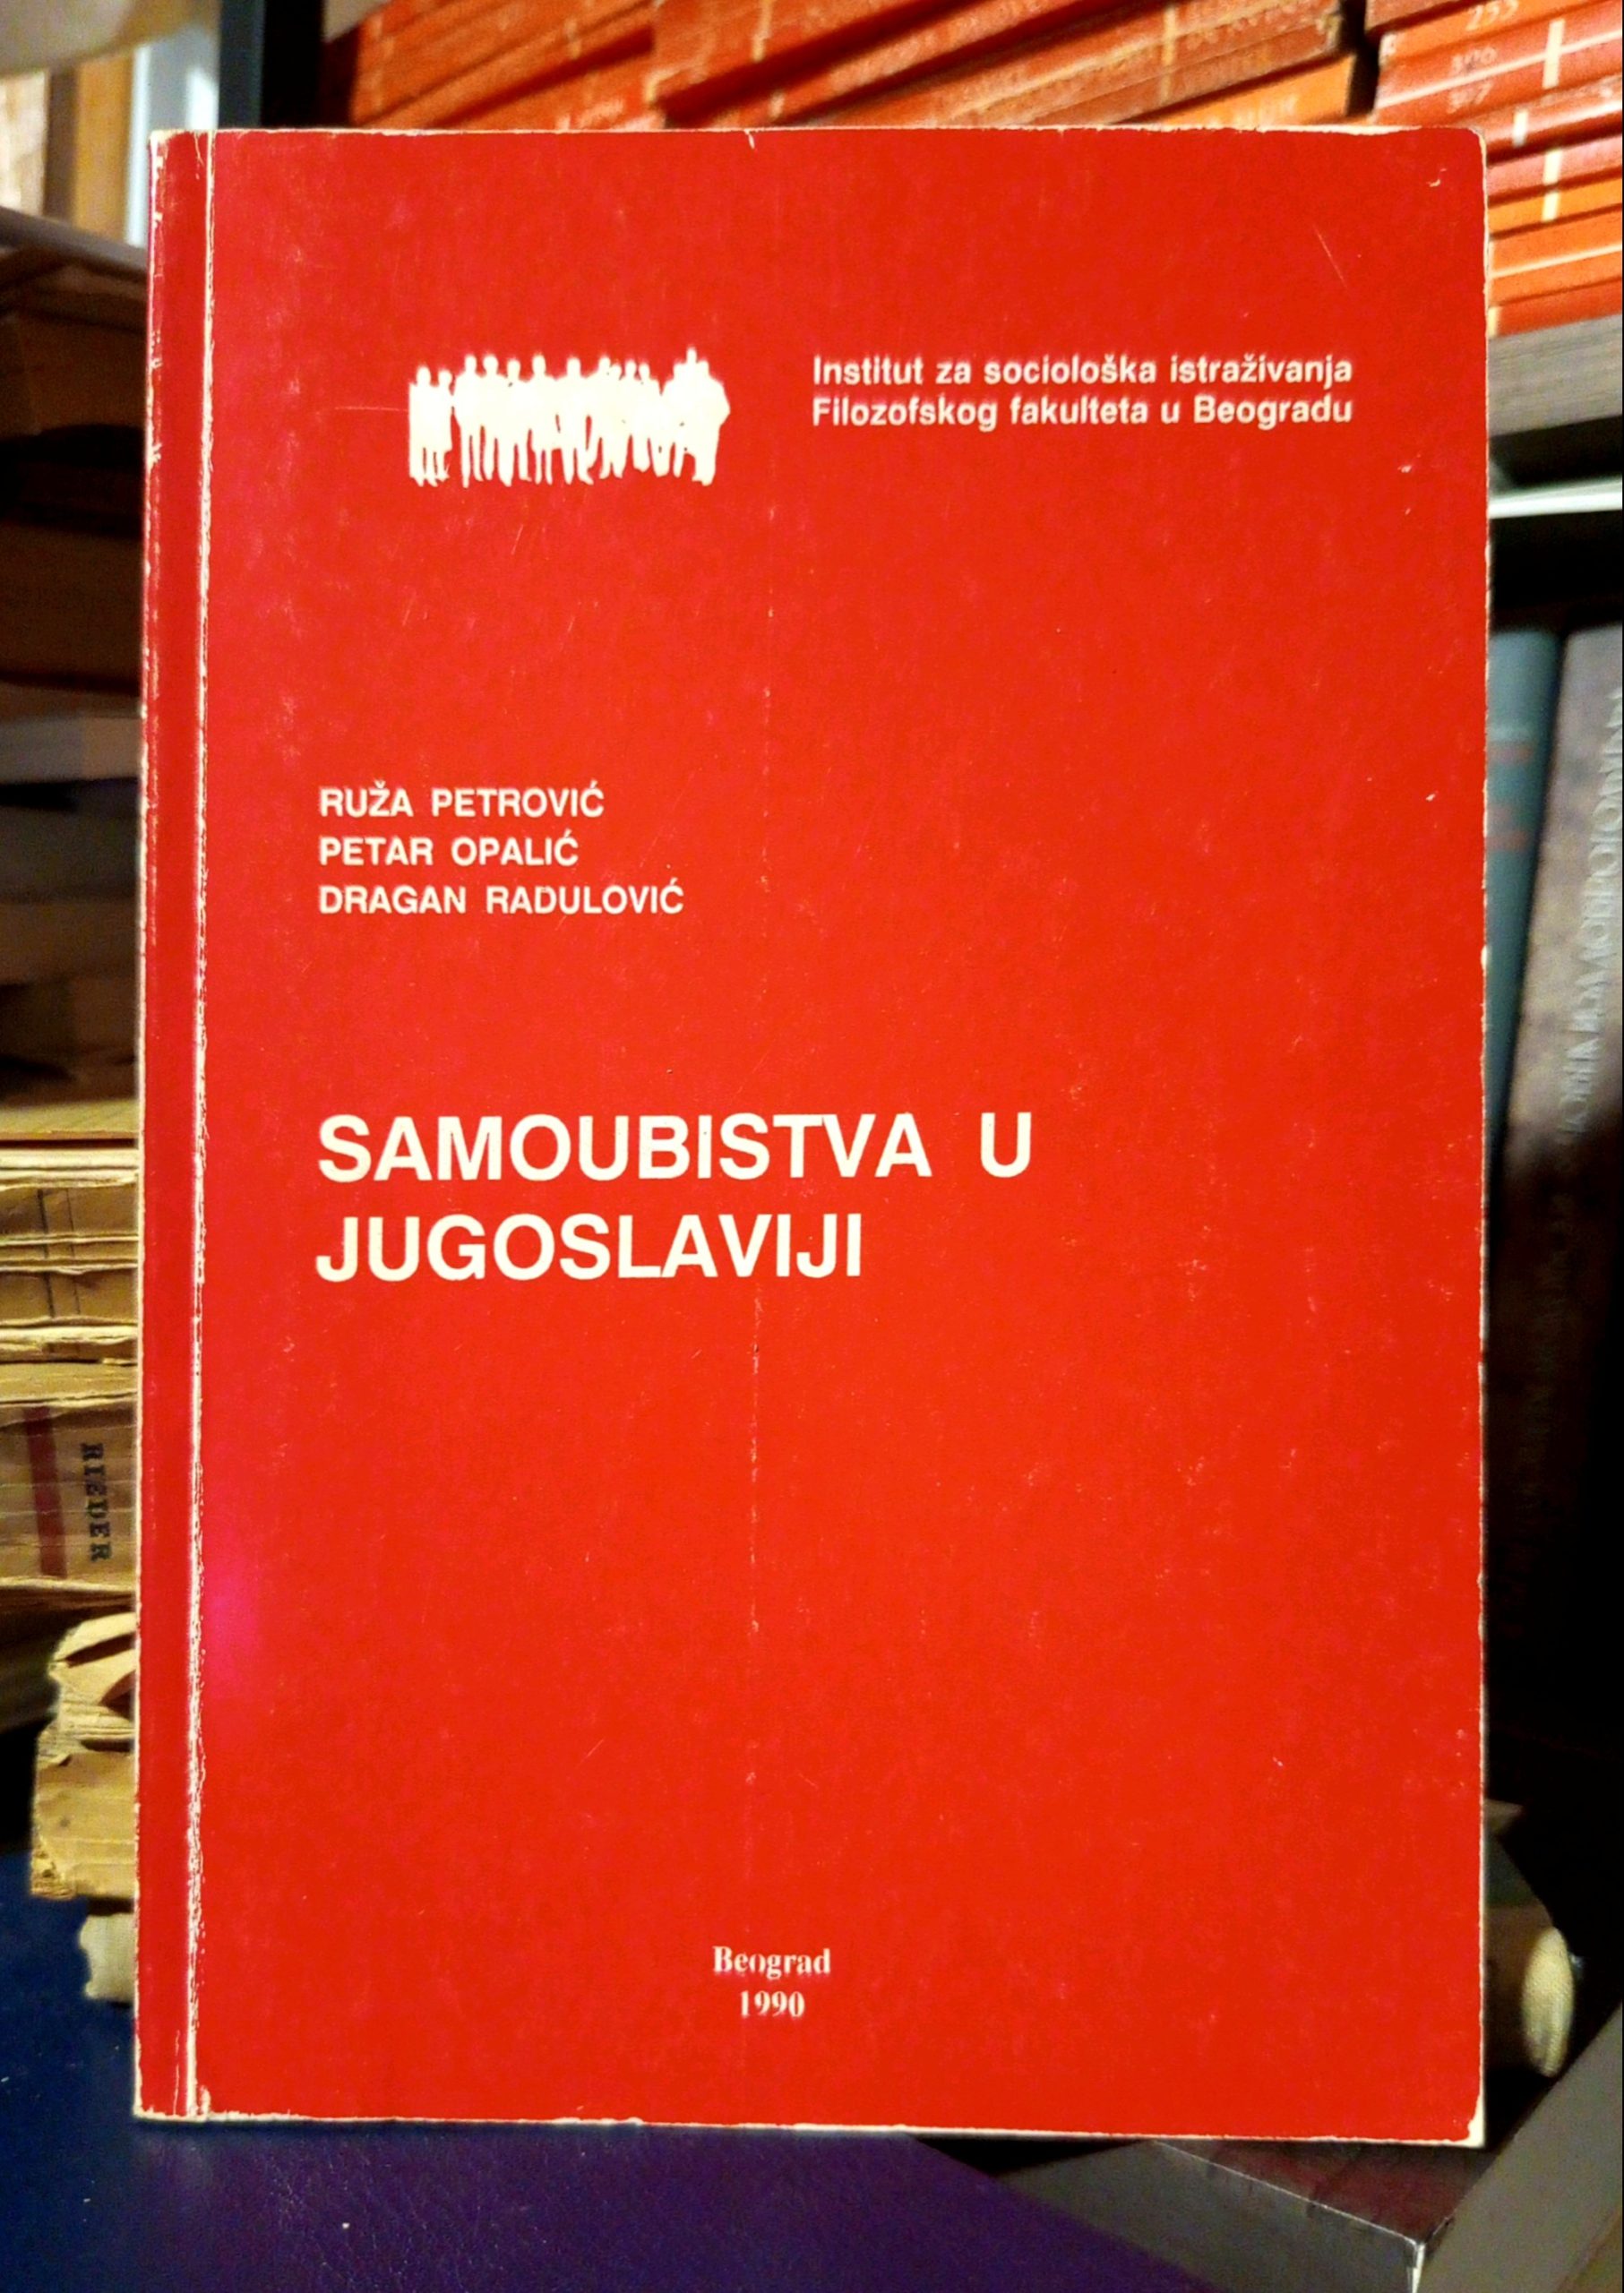 Institut za sociološka istraživanja
Filozofskog fakulteta u Beogradu
RUŽA PETROVIĆ
PETAR OPALIĆ
DRAGAN RADULOVIĆ
SAMOUBISTVA U
JUGOSLAVIJI
Beograd
1990